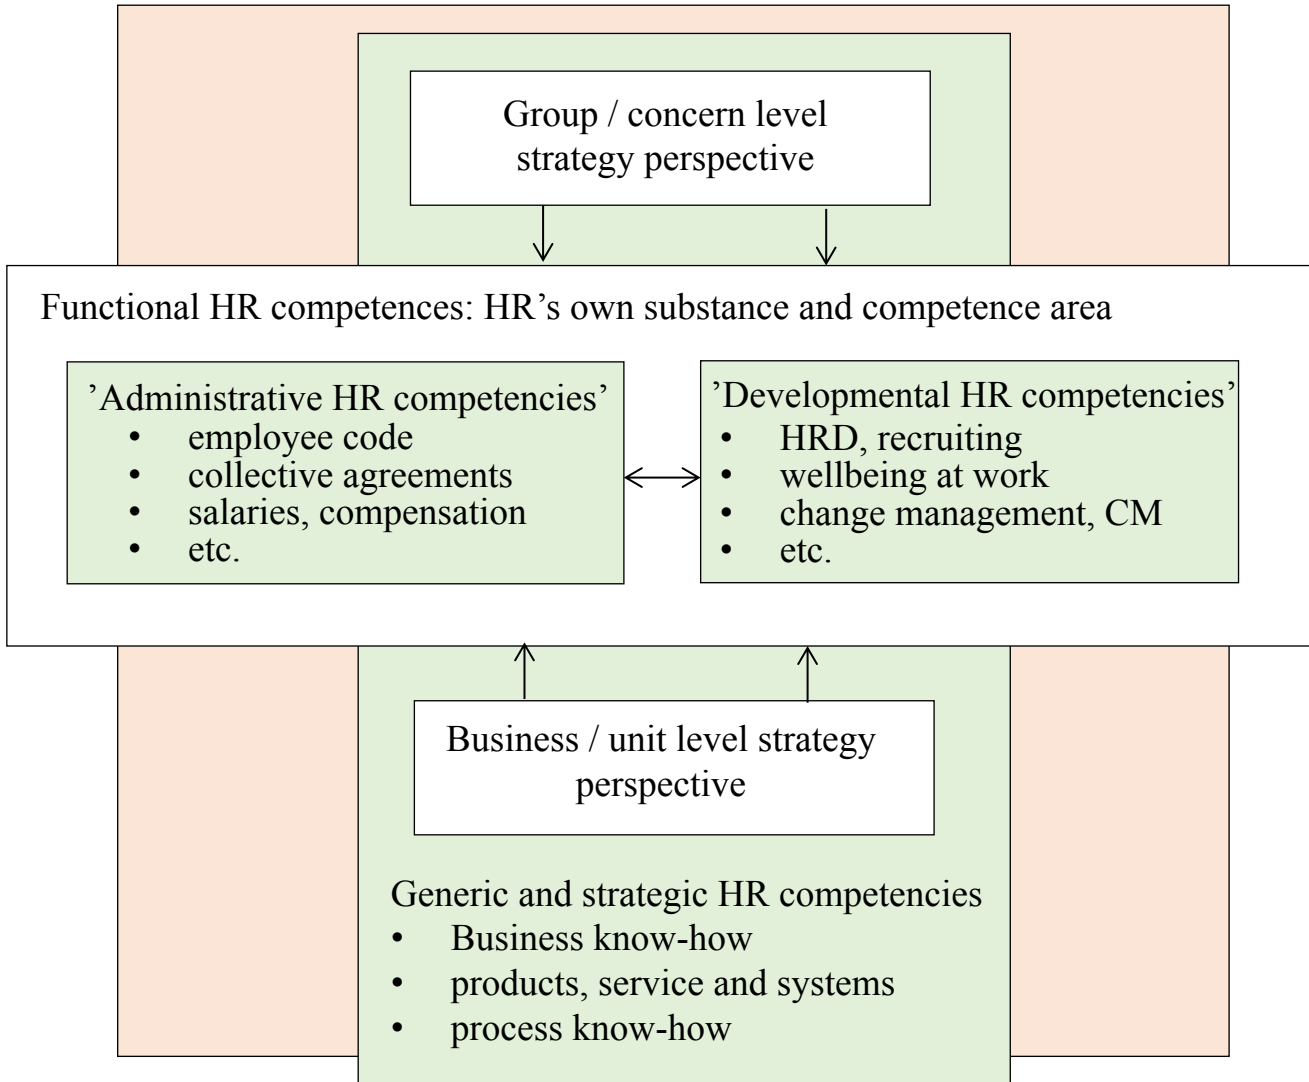 Group / concern level
strategy perspective
Functional HR competences: HR’s own substance and competence area
’Administrative HR competencies’
• employee code
• collective agreements
• salaries, compensation
• etc.
’Developmental HR competencies’
• HRD, recruiting
• wellbeing at work
• change management, CM
• etc.
Business / unit level strategy
perspective
Generic and strategic HR competencies
• Business know-how
• products, service and systems
• process know-how